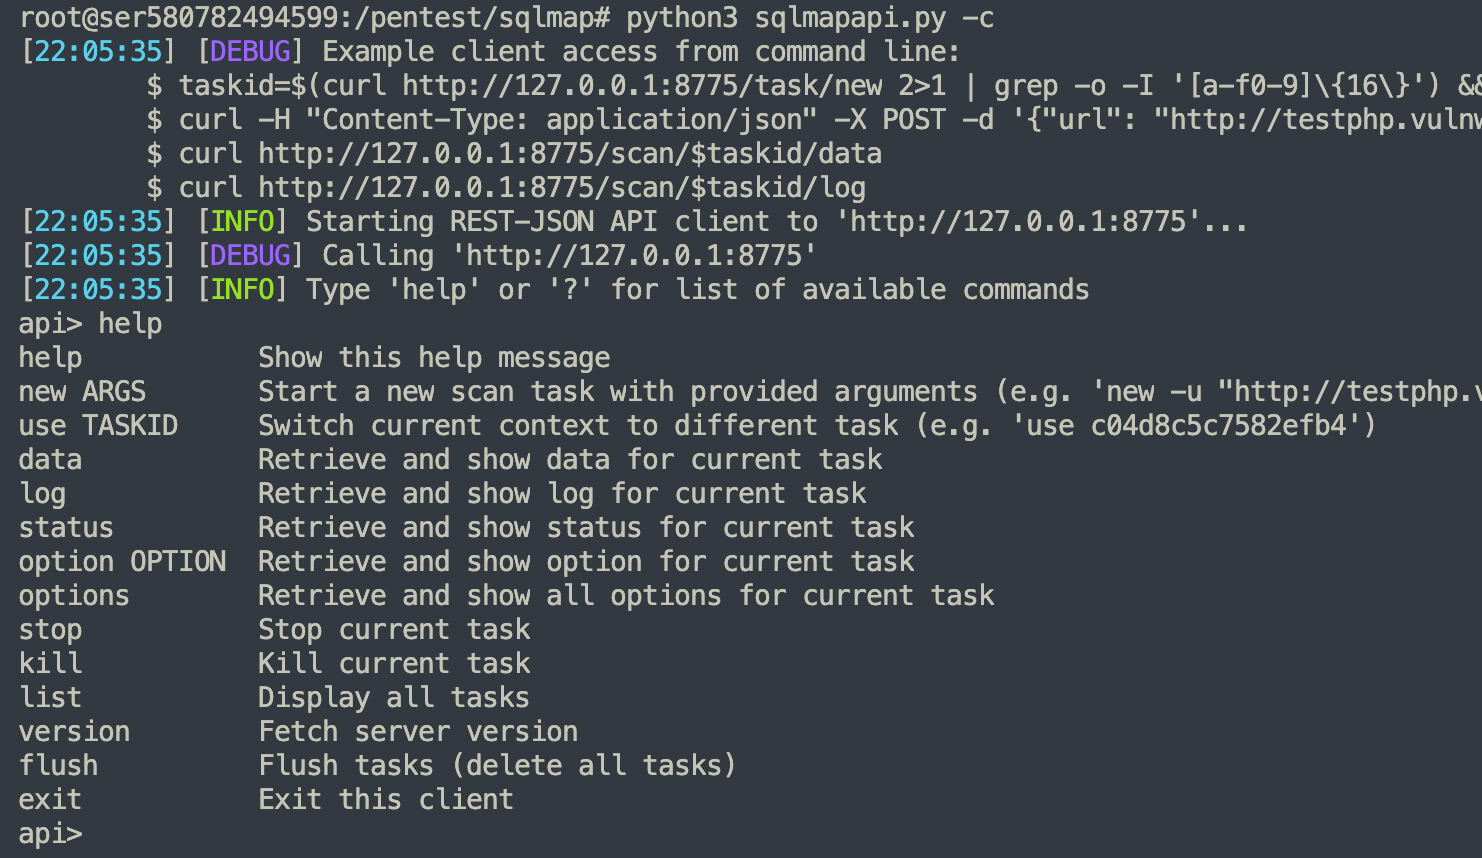 root@ser580782494599:/pentest/sqlmap# python3 sqlmapapi.py -c
[22:05:35] [DEBUG] Example client access from command line:
        $ taskid=$(curl http://127.0.0.1:8775/task/new 2>1 | grep -o -I '[a-f0-9]\{16\}') &&
        $ curl -H "Content-Type: application/json" -X POST -d '{"url": "http://testphp.vulnw
        $ curl http://127.0.0.1:8775/scan/$taskid/data
        $ curl http://127.0.0.1:8775/scan/$taskid/log
[22:05:35] [INFO] Starting REST-JSON API client to 'http://127.0.0.1:8775'...
[22:05:35] [DEBUG] Calling 'http://127.0.0.1:8775'
[22:05:35] [INFO] Type 'help' or '?' for list of available commands
api> help
help           Show this help message
new ARGS       Start a new scan task with provided arguments (e.g. 'new -u "http://testphp.v
use TASKID     Switch current context to different task (e.g. 'use c04d8c5c7582efb4')
data           Retrieve and show data for current task
log            Retrieve and show log for current task
status         Retrieve and show status for current task
option OPTION  Retrieve and show option for current task
options        Retrieve and show all options for current task
stop           Stop current task
kill           Kill current task
list           Display all tasks
version        Fetch server version
flush          Flush tasks (delete all tasks)
exit           Exit this client
api>